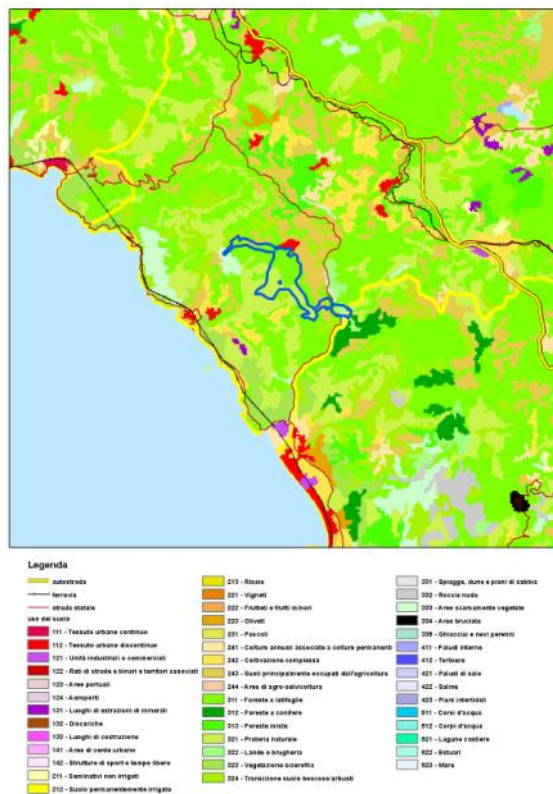 Legenda
autostrada
ferrovia
strada statale
uso del suolo
111 - Tessuto urbano continuo
112 - Tessuto urbano discontinuo
121 - Unità industriali o commerciali
122 - Reti di strade e binari e territori associati
123 - Aree portuali
124 - Aeroporti
131 - Luoghi di estrazioni di minerali
132 - Discariche
133 - Luoghi di costruzione
141 - Aree di verde urbano
142 - Strutture di sport e tempo libero
211 - Seminativi non irrigati
212 - Suolo permanentemente irrigato
213 - Risaie
221 - Vigneti
222 - Frutteti e frutti minori
223 - Oliveti
231 - Pascoli
241 - Colture annuali associate a colture permanenti
242 - Coltivazione complessa
243 - Suoli principalmente occupati dall'agricoltura
244 - Aree di agro-selvicoltura
311 - Foreste a latifoglie
312 - Foreste a conifere
313 - Foreste miste
321 - Prateria naturale
322 - Lande e brughiera
323 - Vegetazione sclerofila
324 - Transizione suolo boscoso/arbusti
331 - Spiagge, dune e piani di sabbia
332 - Roccia nuda
333 - Aree scarsamente vegetate
334 - Aree bruciate
335 - Ghiacciai e nevi perenni
411 - Paludi interne
412 - Torbiere
421 - Paludi di sale
422 - Saline
423 - Piani intertidali
511 - Corsi d'acqua
512 - Corpi d'acqua
521 - Lagune costiere
522 - Estuari
523 - Mare